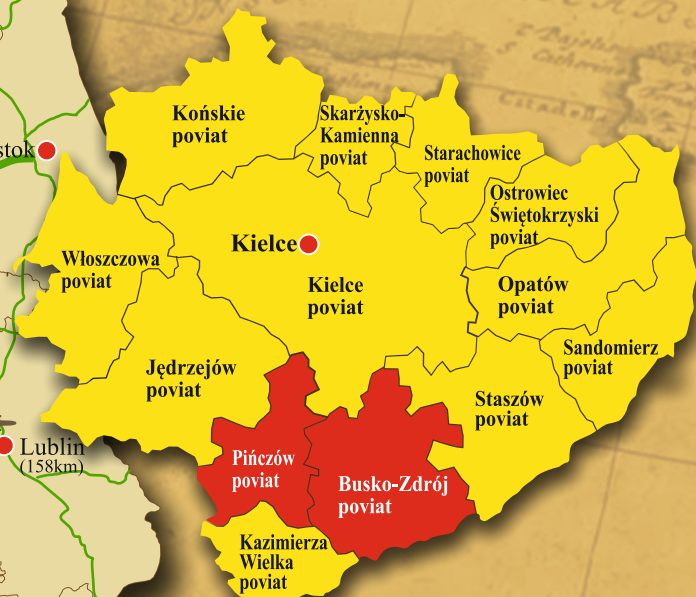 Końskie
poviat
Skarżysko-
Kamienna
poviat
Starachowice
poviat
stok
Ostrowiec
Świętokrzyski
poviat
Kielce
Włoszczowa
poviat
Kielce
poviat
Opatów
poviat
Sandomierz
poviat
Jędrzejów
poviat
Staszów
poviat
Lublin
(158km)
Pińczów
poviat
Busko-Zdrój
poviat
Kazimierza
Wielka
poviat